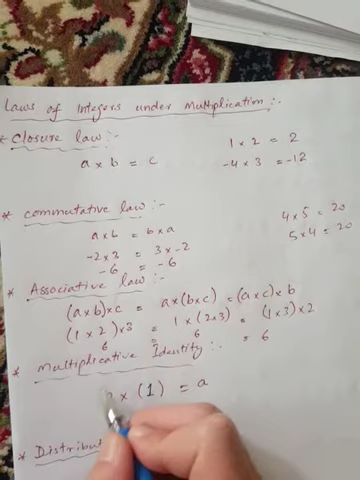 Laws of Integers under Multiplication :-
* Closure law :-
a × b = c
1 × 2 = 2
-4 × 3 = -12
* commutative law :-
a × b = b × a
-2 × 3 = 3 × -2
-6 = -6
4 × 5 = 20
5 × 4 = 20
* Associative law :-
(a × b) × c = a × (b × c) = (a × c) × b
(1 × 2) × 3 = 1 × (2 × 3) = (1 × 3) × 2
6 = 6 = 6
* Multiplicative Identity :-
× (1) = a
* Distribut